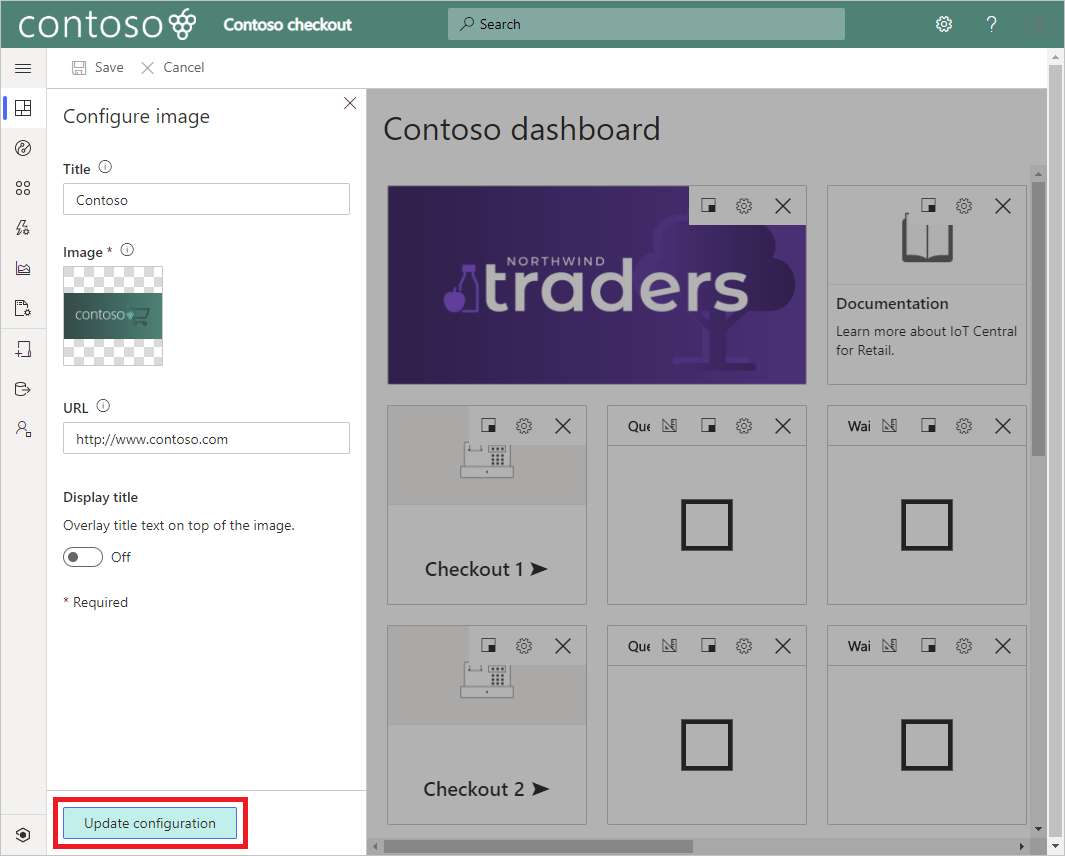 contoso
Contoso checkout
Search
?
Save
Cancel
Configure image
Title
Contoso
Image *
contoso
URL
http://www.contoso.com
Display title
Overlay title text on top of the image.
Off
* Required
Update configuration
Contoso dashboard
NORTHWIND
traders
Documentation
Learn more about IoT Central
for Retail.
Checkout 1
Que
Wai
Checkout 2
Que
Wai